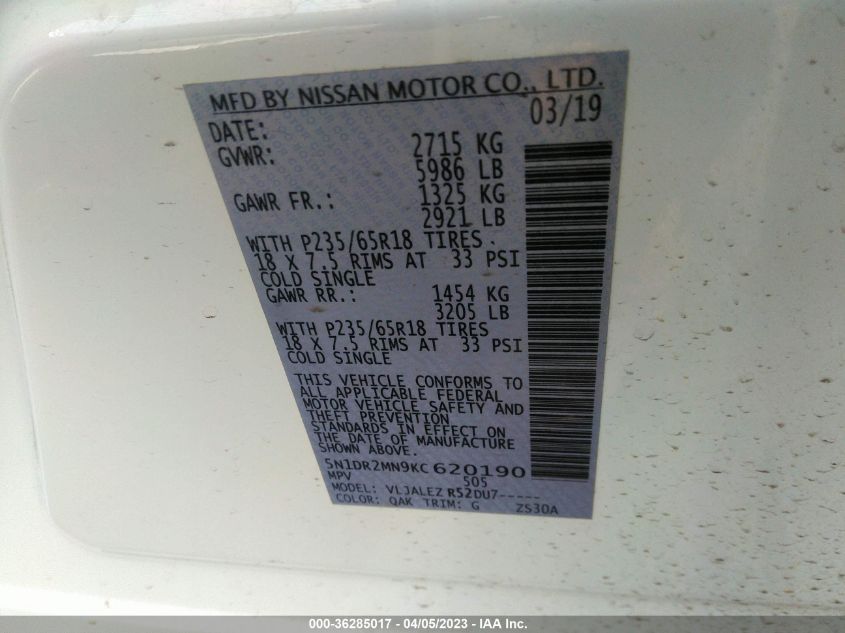 MFD BY NISSAN MOTOR CO., LTD.
DATE: 03/19
GVWR: 2715 KG
5986 LB
GAWR FR.: 1325 KG
2921 LB
WITH P235/65R18 TIRES
18 X 7.5 RIMS AT 33 PSI
COLD SINGLE
GAWR RR.: 1454 KG
3205 LB
WITH P235/65R18 TIRES
18 X 7.5 RIMS AT 33 PSI
COLD SINGLE
THIS VEHICLE CONFORMS TO
ALL APPLICABLE FEDERAL
MOTOR VEHICLE SAFETY AND
THEFT PREVENTION
STANDARDS IN EFFECT ON
THE DATE OF MANUFACTURE
SHOWN ABOVE.
5N1DR2MN9KC620190
MPV 505
MODEL: VLJALEZ R52DU7-----
COLOR: QAK TRIM: G ZS30A
000-36285017 - 04/05/2023 - IAA Inc.